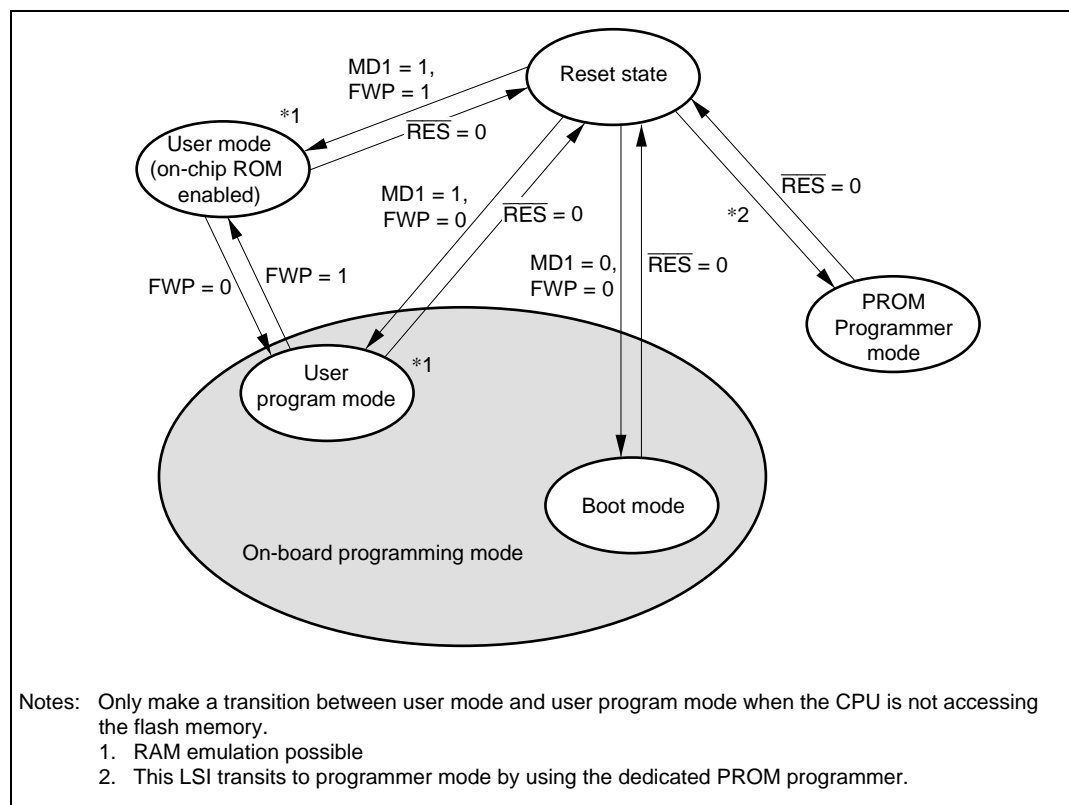 Reset state
MD1 = 1,
FWP = 1
*1
RES = 0
User mode
(on-chip ROM
enabled)
MD1 = 1,
FWP = 0
RES = 0
RES = 0
*2
FWP = 0
FWP = 1
MD1 = 0,
FWP = 0
RES = 0
PROM
Programmer
mode
User
program mode
*1
Boot mode
On-board programming mode
Notes: Only make a transition between user mode and user program mode when the CPU is not accessing
the flash memory.
1. RAM emulation possible
2. This LSI transits to programmer mode by using the dedicated PROM programmer.